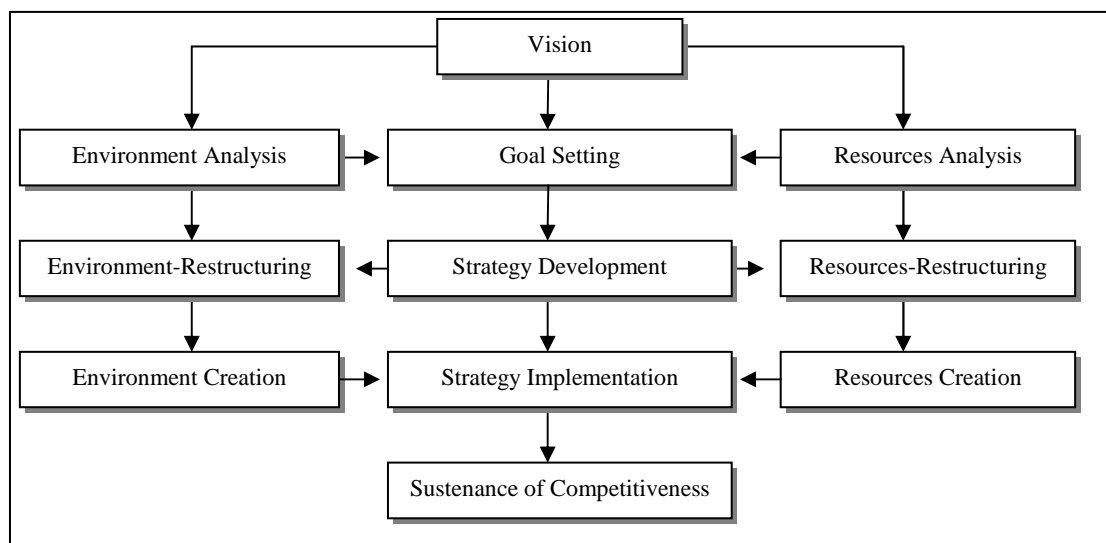 Vision
Environment Analysis
Goal Setting
Resources Analysis
Environment-Restructuring
Strategy Development
Resources-Restructuring
Environment Creation
Strategy Implementation
Resources Creation
Sustenance of Competitiveness